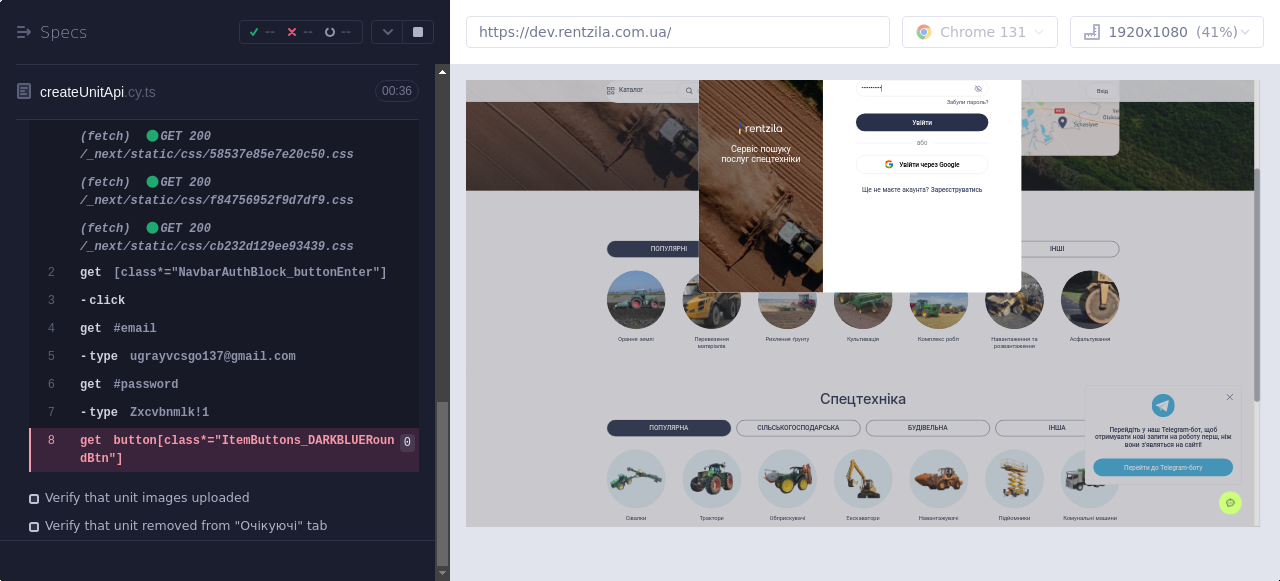 Specs
--
--
--
createUnitApi.cy.ts
00:36
(fetch) GET 200
/_next/static/css/58537e85e7e20c50.css
(fetch) GET 200
/_next/static/css/f84756952f9d7df9.css
(fetch) GET 200
/_next/static/css/cb232d129ee93439.css
2 get [class*="NavbarAuthBlock_buttonEnter"]
3 -click
4 get #email
5 -type ugrayvcsgo137@gmail.com
6 get #password
7 -type Zxcvbnmlk!1
8 get button[class*="ItemButtons_DARKBLUERoun
dBtn"]
0
Verify that unit images uploaded
Verify that unit removed from "Очікуючі" tab
https://dev.rentzila.com.ua/
Chrome 131
1920x1080 (41%)
Каталог
Вхід
Забули пароль?
Увійти
або
Увійти через Google
Ще не маєте акаунта? Зареєструватись
rentzila
Сервіс пошуку
послуг спецтехніки
ПОПУЛЯРНІ
ІНШІ
Орання землі
Перевезення
матеріалів
Рихлення ґрунту
Культивація
Комплекс робіт
Навантаження та
розвантаження
Асфальтування
Спецтехніка
ПОПУЛЯРНА
СІЛЬСЬКОГОСПОДАРСЬКА
БУДІВЕЛЬНА
ІНША
Сівалки
Трактори
Обприскувачі
Екскаватори
Навантажувачі
Підйомники
Комунальні машини
Перейдіть у наш Telegram-бот, щоб
отримувати нові запити на роботу перш, ніж
вони з'являться на сайті!
Перейти до Telegram-боту